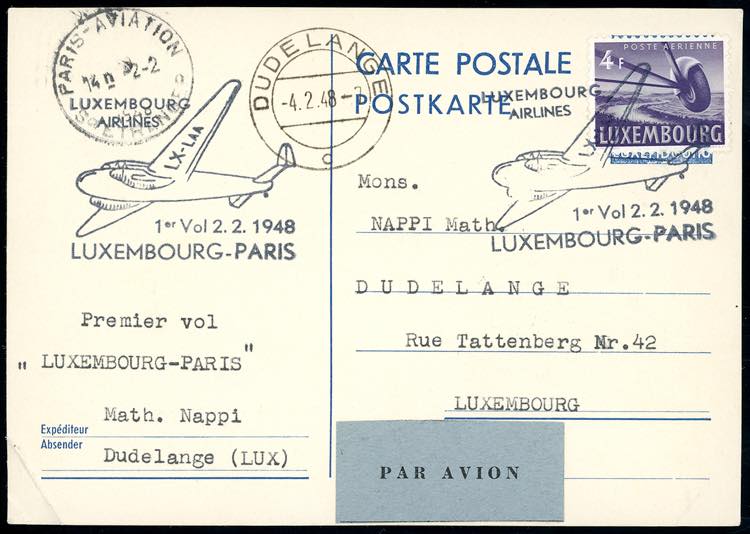 PARIS-AVIATION
14 H 2-2
ETRANGER
LUXEMBOURG
AIRLINES
LX-LAA
1er Vol 2.2.1948
LUXEMBOURG-PARIS
DUDELANGE
-4.2.48-
c
CARTE POSTALE
POSTKARTE
POSTE AERIENNE
4F
LUXEMBOURG
LUXEMBOURG
AIRLINES
LX
1er Vol 2.2.1948
LUXEMBOURG-PARIS
Mons.
NAPPI Math.
DUDELANGE
Rue Tattenberg Nr.42
LUXEMBOURG
Premier vol
" LUXEMBOURG-PARIS "
Math. Nappi
Expéditeur
Absender
Dudelange (LUX)
PAR AVION